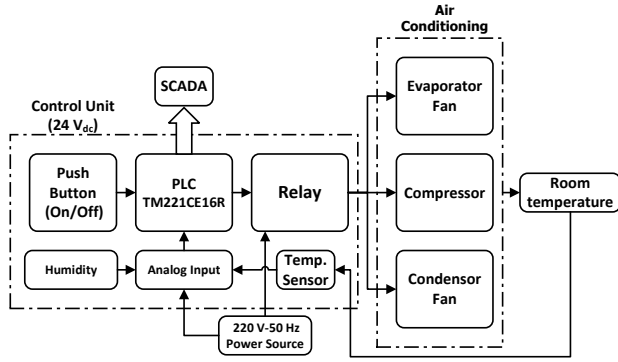 Air
Conditioning
SCADA
Control Unit
(24 Vdc)
Evaporator
Fan
Push
Button
(On/Off)
PLC
TM221CE16R
Relay
Compressor
Room
temperature
Humidity
Analog Input
Temp.
Sensor
Condensor
Fan
220 V-50 Hz
Power Source